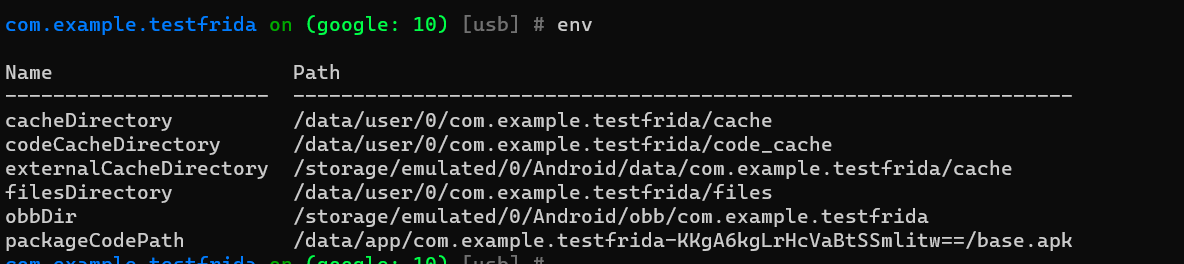 com.example.testfrida on (google: 10) [usb] # env
Name Path
---------------------- -----------------------------------------------------------------
cacheDirectory /data/user/0/com.example.testfrida/cache
codeCacheDirectory /data/user/0/com.example.testfrida/code_cache
externalCacheDirectory /storage/emulated/0/Android/data/com.example.testfrida/cache
filesDirectory /data/user/0/com.example.testfrida/files
obbDir /storage/emulated/0/Android/obb/com.example.testfrida
packageCodePath /data/app/com.example.testfrida-KKgA6kgLrHcVaBtSSmlitw==/base.apk
com.example.testfrida on (google: 10) [usb] #